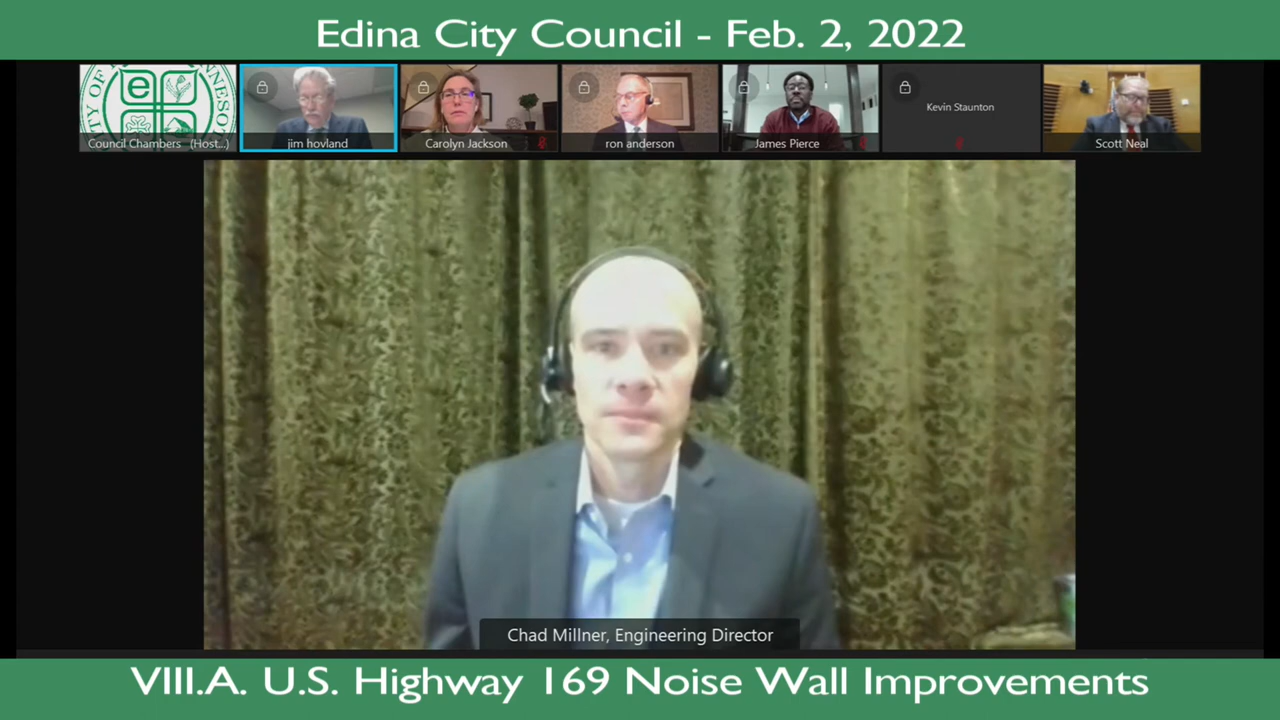 Edina City Council - Feb. 2, 2022
Council Chambers (Host...)
jim hovland
Carolyn Jackson
ron anderson
James Pierce
Kevin Staunton
Scott Neal
Chad Millner, Engineering Director
VIII.A. U.S. Highway 169 Noise Wall Improvements